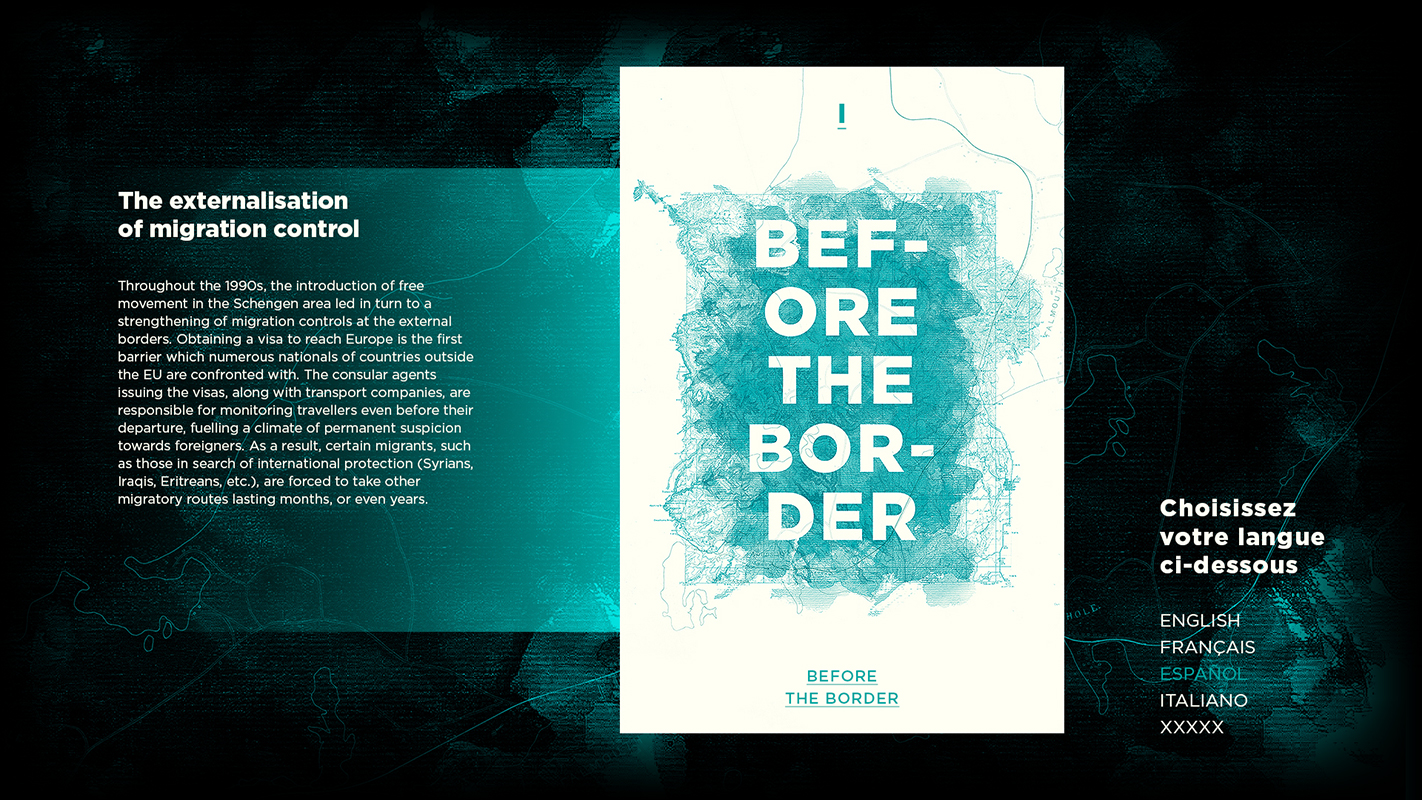 The externalisation
of migration control
Throughout the 1990s, the introduction of free
movement in the Schengen area led in turn to a
strengthening of migration controls at the external
borders. Obtaining a visa to reach Europe is the first
barrier which numerous nationals of countries outside
the EU are confronted with. The consular agents
issuing the visas, along with transport companies, are
responsible for monitoring travellers even before their
departure, fuelling a climate of permanent suspicion
towards foreigners. As a result, certain migrants, such
as those in search of international protection (Syrians,
Iraqis, Eritreans, etc.), are forced to take other
migratory routes lasting months, or even years.
I
BEF-
ORE
THE
BOR-
DER
BEFORE
THE BORDER
Choisissez
votre langue
ci-dessous
ENGLISH
FRANÇAIS
ESPAÑOL
ITALIANO
XXXXX
HOLE